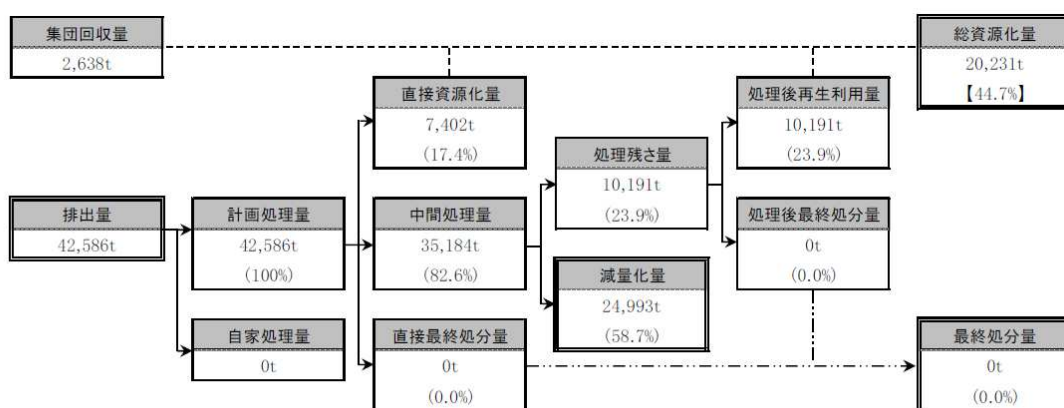 集団回収量
2,638t
総資源化量
20,231t
【44.7%】
直接資源化量
7,402t
(17.4%)
処理後再生利用量
10,191t
(23.9%)
処理残さ量
10,191t
(23.9%)
排出量
42,586t
計画処理量
42,586t
(100%)
中間処理量
35,184t
(82.6%)
処理後最終処分量
0t
(0.0%)
減量化量
24,993t
(58.7%)
自家処理量
0t
直接最終処分量
0t
(0.0%)
最終処分量
0t
(0.0%)